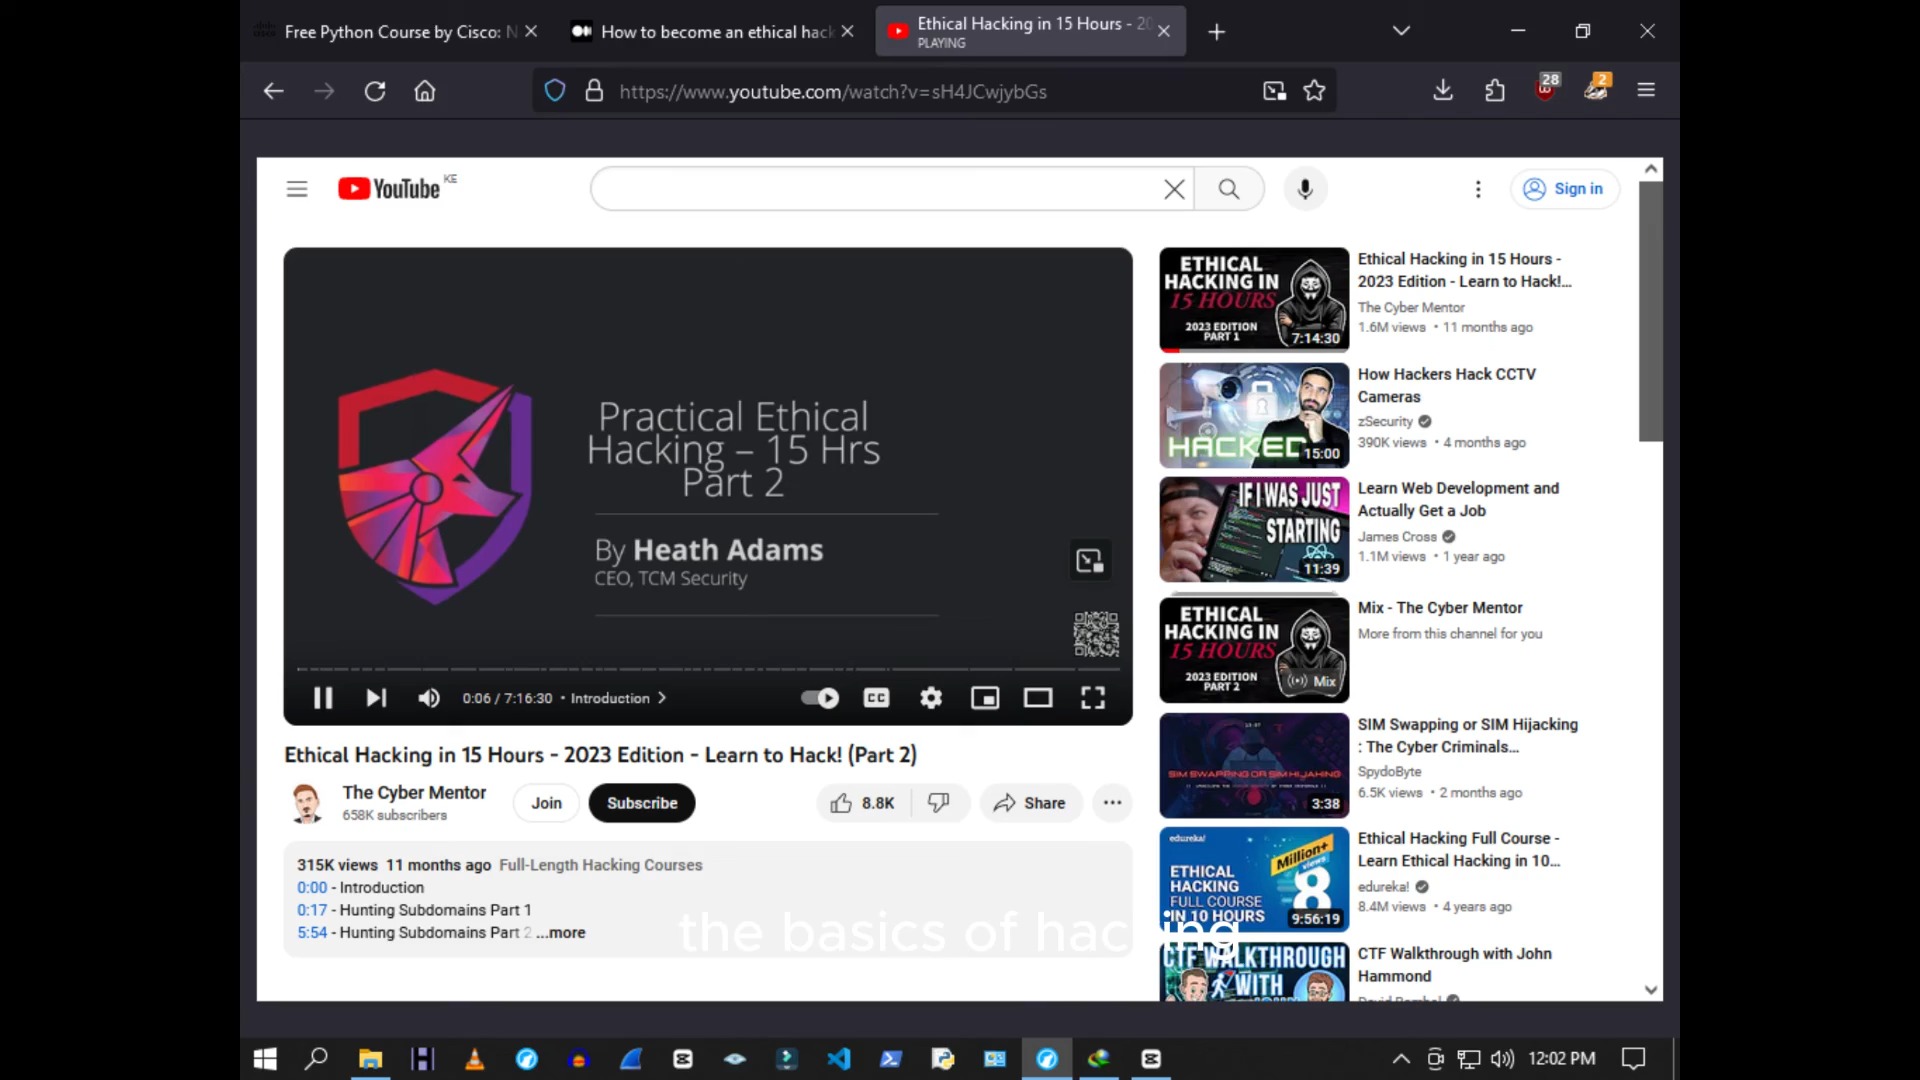 Free Python Course by Cisco: N
How to become an ethical hack
Ethical Hacking in 15 Hours - 20
PLAYING
https://www.youtube.com/watch?v=sH4JCwjybGs
28
2
YouTube KE
Sign in
Practical Ethical
Hacking – 15 Hrs
Part 2
By Heath Adams
CEO, TCM Security
0:06 / 7:16:30 • Introduction
CC
Ethical Hacking in 15 Hours - 2023 Edition - Learn to Hack! (Part 2)
The Cyber Mentor
658K subscribers
Join
Subscribe
8.8K
Share
315K views 11 months ago Full-Length Hacking Courses
0:00 - Introduction
0:17 - Hunting Subdomains Part 1
5:54 - Hunting Subdomains Part 2 ...more
the basics of hacking
ETHICAL
HACKING IN
15 HOURS
2023 EDITION
PART 1
7:14:30
Ethical Hacking in 15 Hours -
2023 Edition - Learn to Hack!...
The Cyber Mentor
1.6M views • 11 months ago
HACKED
15:00
How Hackers Hack CCTV
Cameras
zSecurity
390K views • 4 months ago
IF I WAS JUST
STARTING
11:39
Learn Web Development and
Actually Get a Job
James Cross
1.1M views • 1 year ago
ETHICAL
HACKING IN
15 HOURS
2023 EDITION
PART 2
Mix
Mix - The Cyber Mentor
More from this channel for you
SIM SWAPPING OR SIM HIJAHING
3:38
SIM Swapping or SIM Hijacking
: The Cyber Criminals...
SpydoByte
6.5K views • 2 months ago
edureka!
Million+
views
8
ETHICAL
HACKING
FULL COURSE
IN 10 HOURS
9:56:19
Ethical Hacking Full Course -
Learn Ethical Hacking in 10...
edureka!
8.4M views • 4 years ago
CTF WALKTHROUGH
WITH
CTF Walkthrough with John
Hammond
12:02 PM